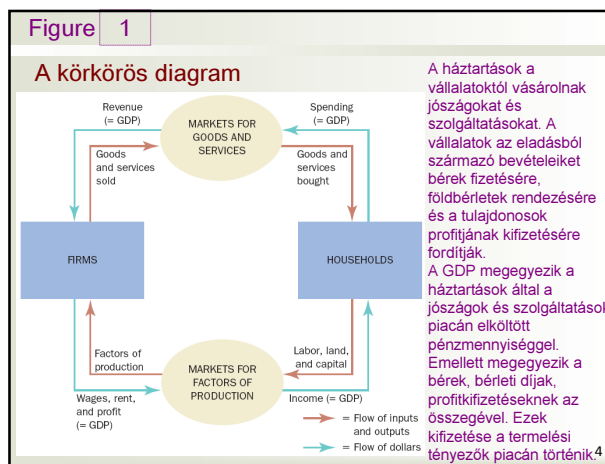 Figure 1
A körkörös diagram
Revenue
(= GDP)
Spending
(= GDP)
MARKETS FOR
GOODS AND
SERVICES
Goods
and services
sold
Goods and
services
bought
FIRMS
HOUSEHOLDS
Factors of
production
Labor, land,
and capital
MARKETS FOR
FACTORS OF
PRODUCTION
Wages, rent,
and profit
(= GDP)
Income (= GDP)
= Flow of inputs
and outputs
= Flow of dollars
A háztartások a
vállalatoktól vásárolnak
jószágokat és
szolgáltatásokat. A
vállalatok az eladásból
származó bevételeiket
bérek fizetésére,
földbérletek rendezésére
és a tulajdonosok
profitjának kifizetésére
fordítják.
A GDP megegyezik a
háztartások által a
jószágok és szolgáltatások
piacán elköltött
pénzmennyiséggel.
Emellett megegyezik a
bérek, bérleti díjak,
profitkifizetéseknek az
összegével. Ezek
kifizetése a termelési
tényezők piacán történik.
4